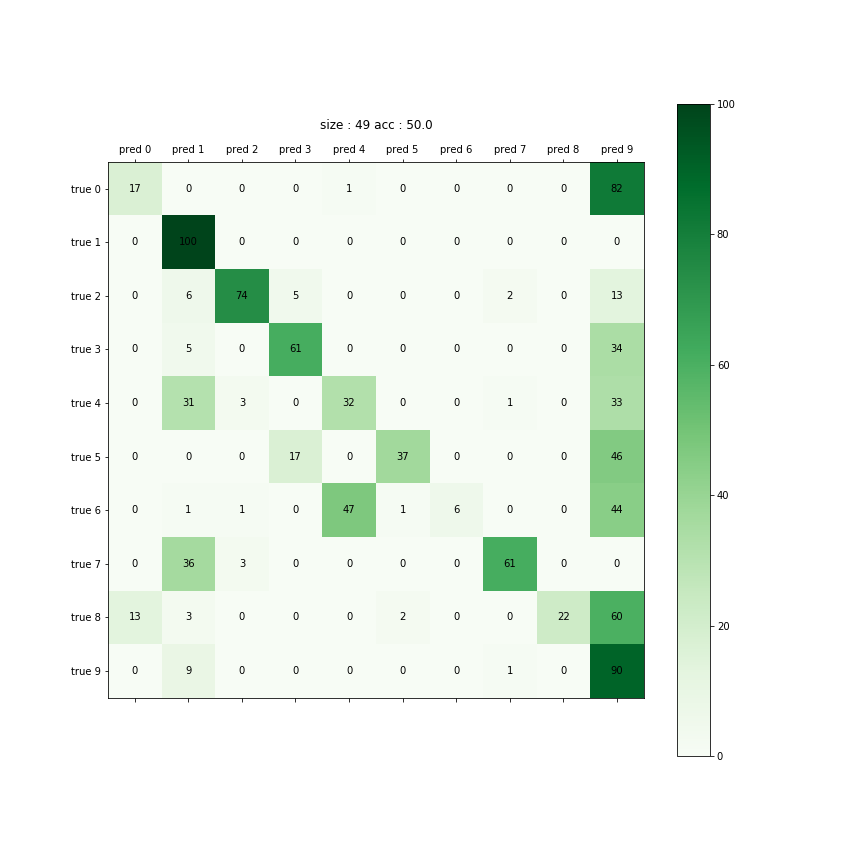 size : 49 acc : 50.0
pred 0 pred 1 pred 2 pred 3 pred 4 pred 5 pred 6 pred 7 pred 8 pred 9
true 0 17 0 0 0 1 0 0 0 0 82
true 1 0 100 0 0 0 0 0 0 0 0
true 2 0 6 74 5 0 0 0 2 0 13
true 3 0 5 0 61 0 0 0 0 0 34
true 4 0 31 3 0 32 0 0 1 0 33
true 5 0 0 0 17 0 37 0 0 0 46
true 6 0 1 1 0 47 1 6 0 0 44
true 7 0 36 3 0 0 0 0 61 0 0
true 8 13 3 0 0 0 2 0 0 22 60
true 9 0 9 0 0 0 0 0 1 0 90
100
80
60
40
20
0